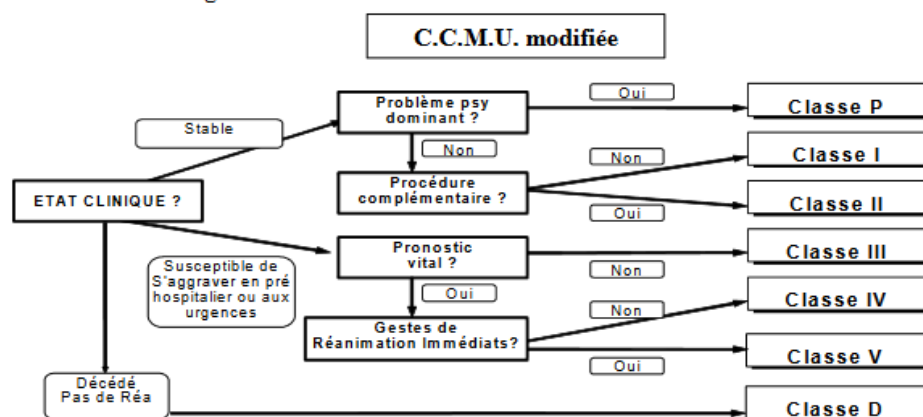 C.C.M.U. modifiée
Problème psy
dominant ?
Oui
Classe P
Stable
Non
Non
Classe I
ETAT CLINIQUE ?
Procédure
complémentaire ?
Oui
Classe II
Pronostic
vital ?
Non
Classe III
Susceptible de
S'aggraver en pré
hospitalier ou aux
urgences
Oui
Non
Classe IV
Gestes de
Réanimation Immédiats?
Oui
Classe V
Décédé
Pas de Réa
Classe D